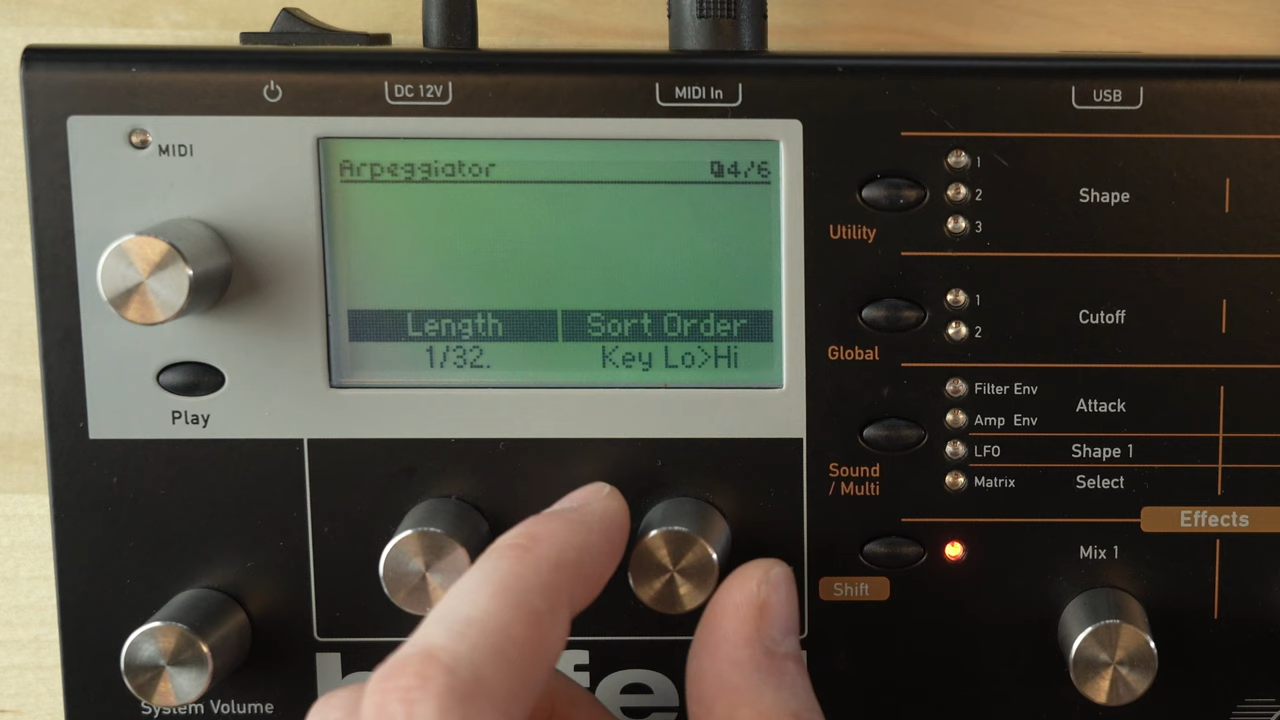 DC 12V
MIDI In
USB
MIDI
Arpeggiator 4/6
Length Sort Order
1/32. Key Lo>Hi
Play
System Volume
1
2
3
Shape
Utility
1
2
Cutoff
Global
Filter Env
Amp Env
Attack
LFO
Shape 1
Matrix
Select
Sound
/ Multi
Effects
Mix 1
Shift